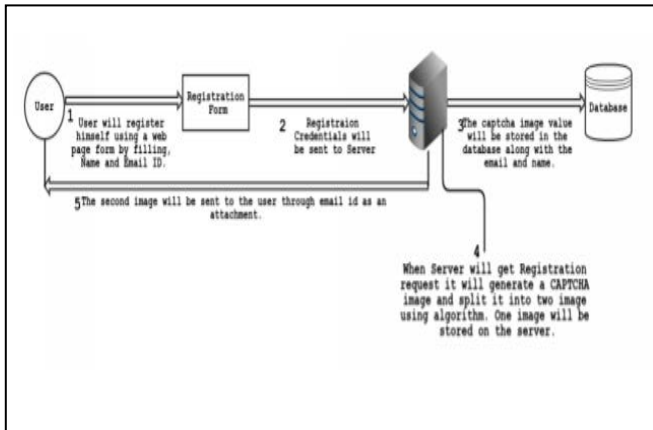 User
1
User will register
himself using a web
page form by filling,
Name and Email ID.
Registration
Form
2
Registraion
Credentials will
be sent to Server
3
The captcha image value
will be stored in the
database along with the
email and name.
Database
5 The second image will be sent to the user through email id as an
attachment.
4
When Server will get Registration
request it will generate a CAPTCHA
image and split it into two image
using algorithm. One image will be
stored on the server.